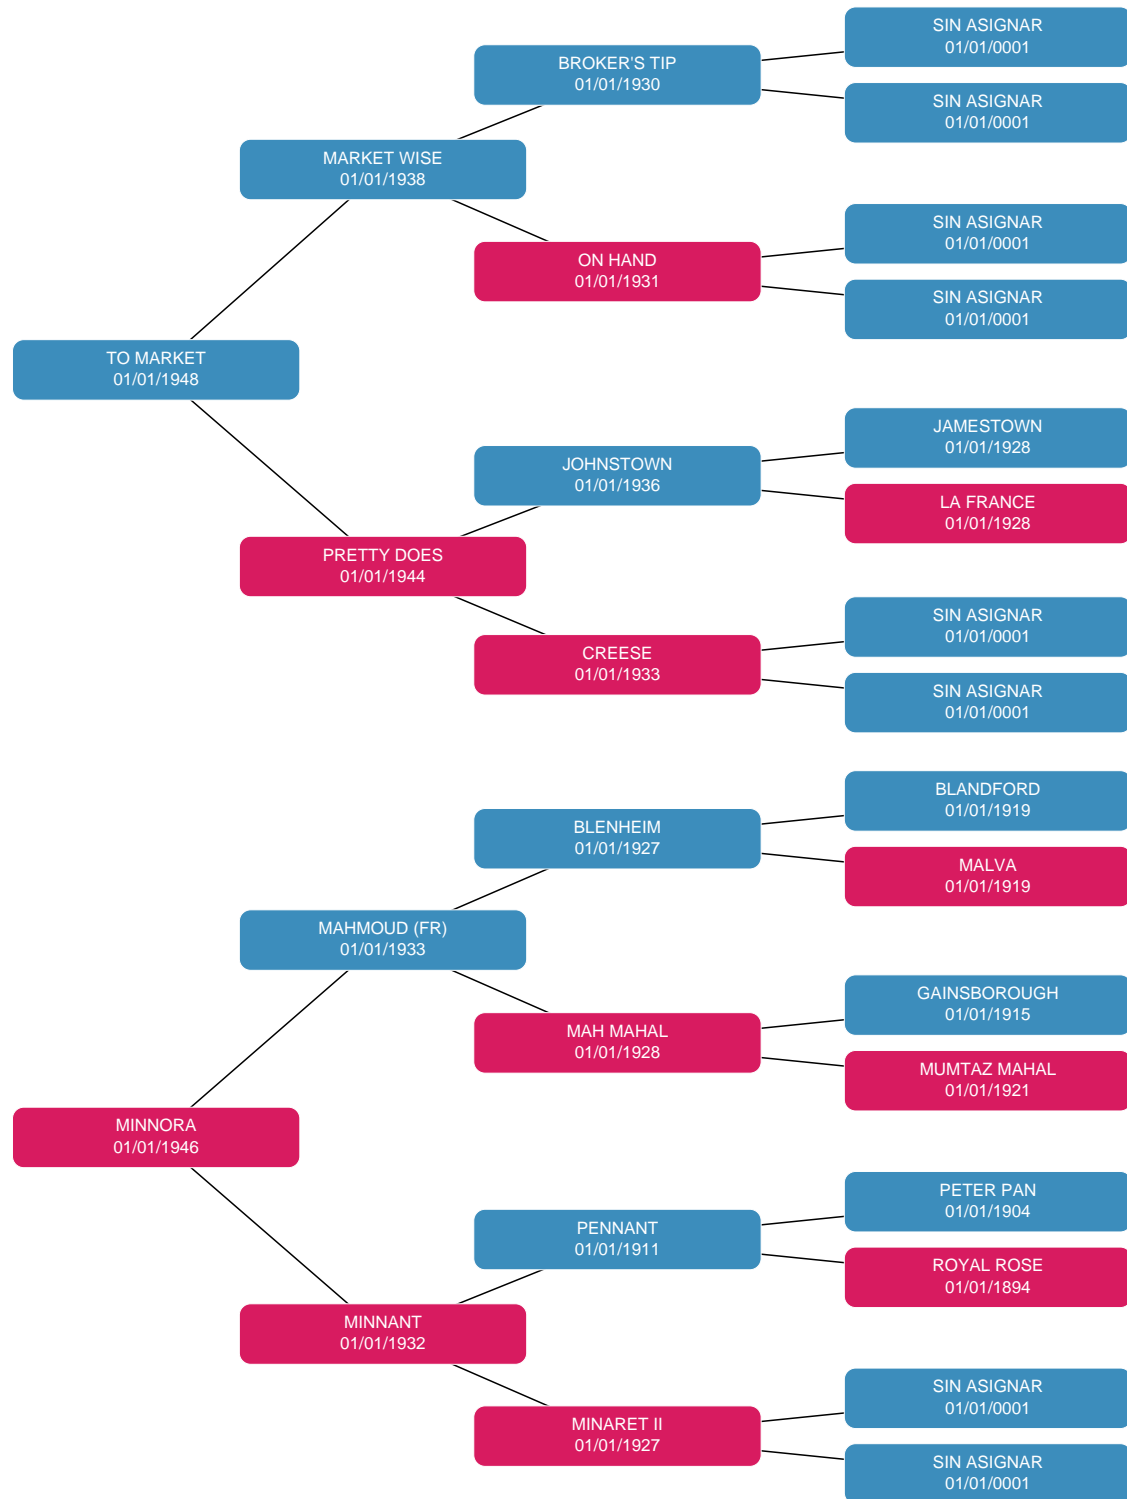 SIN ASIGNAR
01/01/0001
BROKER'S TIP
01/01/1930
SIN ASIGNAR
01/01/0001
MARKET WISE
01/01/1938
SIN ASIGNAR
01/01/0001
ON HAND
01/01/1931
SIN ASIGNAR
01/01/0001
TO MARKET
01/01/1948
JAMESTOWN
01/01/1928
JOHNSTOWN
01/01/1936
LA FRANCE
01/01/1928
PRETTY DOES
01/01/1944
SIN ASIGNAR
01/01/0001
CREESE
01/01/1933
SIN ASIGNAR
01/01/0001
BLANDFORD
01/01/1919
BLENHEIM
01/01/1927
MALVA
01/01/1919
MAHMOUD (FR)
01/01/1933
GAINSBOROUGH
01/01/1915
MAH MAHAL
01/01/1928
MUMTAZ MAHAL
01/01/1921
MINNORA
01/01/1946
PETER PAN
01/01/1904
PENNANT
01/01/1911
ROYAL ROSE
01/01/1894
MINNANT
01/01/1932
SIN ASIGNAR
01/01/0001
MINARET II
01/01/1927
SIN ASIGNAR
01/01/0001